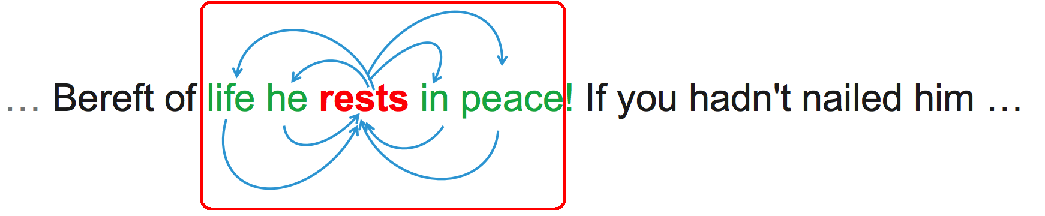 … Bereft of life he rests in peace! If you hadn't nailed him …